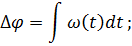 Δφ = ∫ ω(t)dt ;